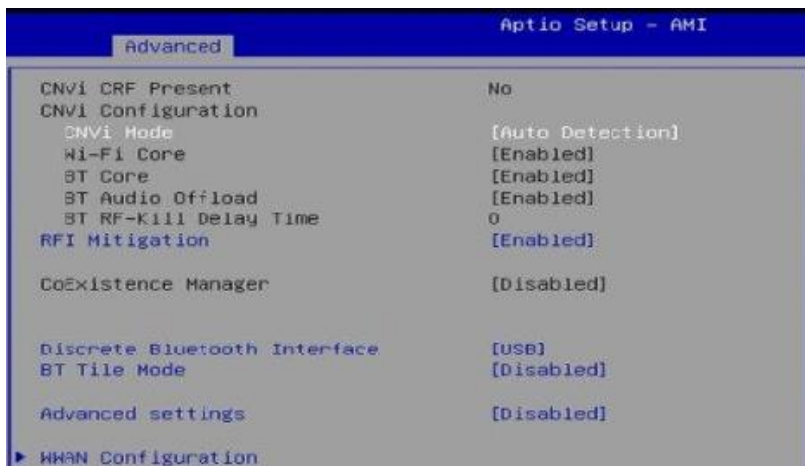 Aptio Setup - AMI
Advanced
CNVi CRF Present No
CNVi Configuration
CNVi Mode [Auto Detection]
Wi-Fi Core [Enabled]
BT Core [Enabled]
BT Audio Offload [Enabled]
BT RF-Kill Delay Time 0
RFI Mitigation [Enabled]
CoExistence Manager [Disabled]
Discrete Bluetooth Interface [USB]
BT Tile Mode [Disabled]
Advanced settings [Disabled]
WWAN Configuration